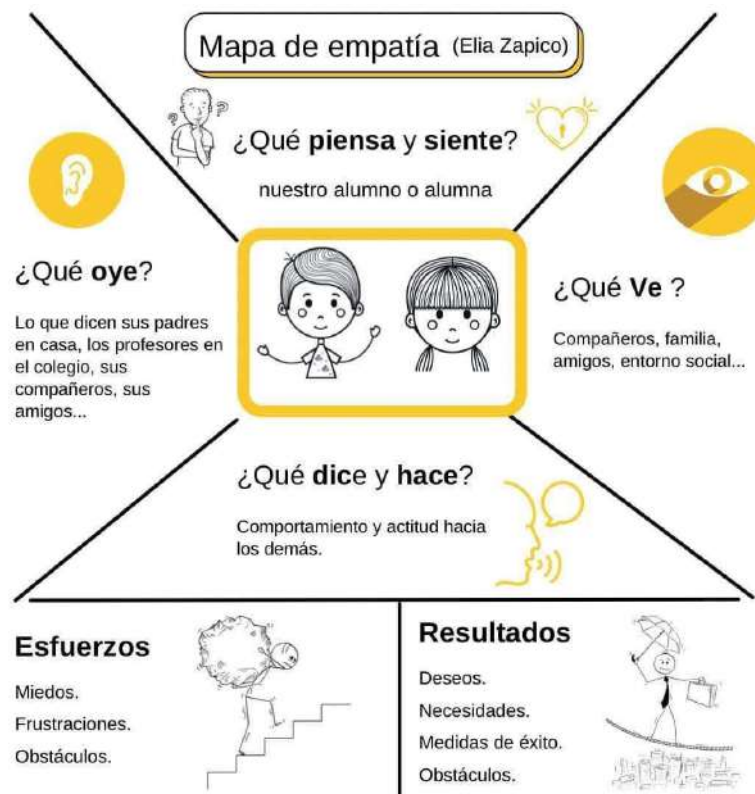 Mapa de empatía (Elia Zapico)
¿Qué piensa y siente?
nuestro alumno o alumna
¿Qué oye?
Lo que dicen sus padres
en casa, los profesores en
el colegio, sus
compañeros, sus
amigos...
¿Qué Ve ?
Compañeros, familia,
amigos, entorno social...
¿Qué dice y hace?
Comportamiento y actitud hacia
los demás.
Esfuerzos
Miedos.
Frustraciones.
Obstáculos.
Resultados
Deseos.
Necesidades.
Medidas de éxito.
Obstáculos.